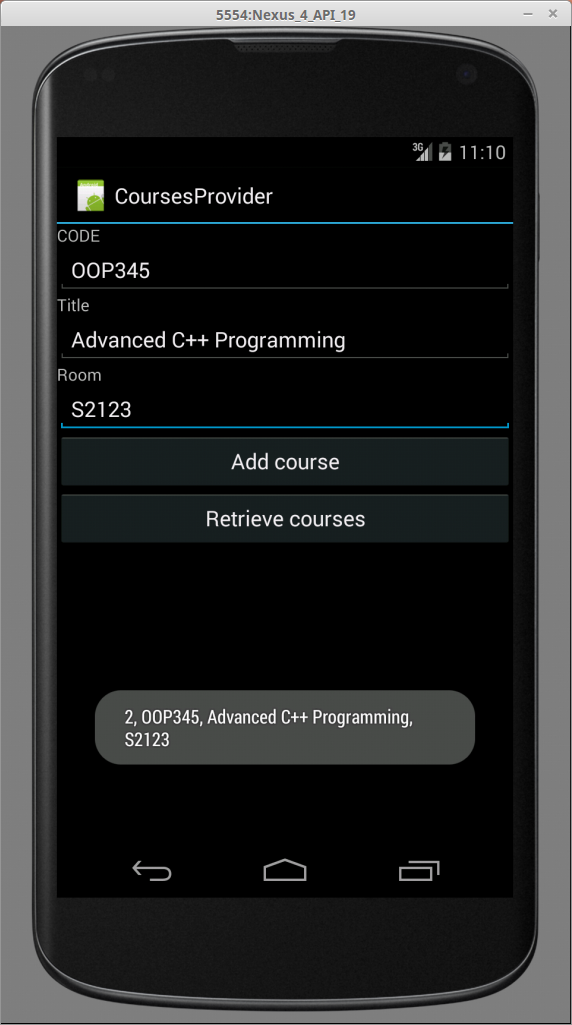 5554:Nexus_4_API_19
3G 11:10
CoursesProvider
CODE
OOP345
Title
Advanced C++ Programming
Room
S2123
Add course
Retrieve courses
2, OOP345, Advanced C++ Programming,
S2123